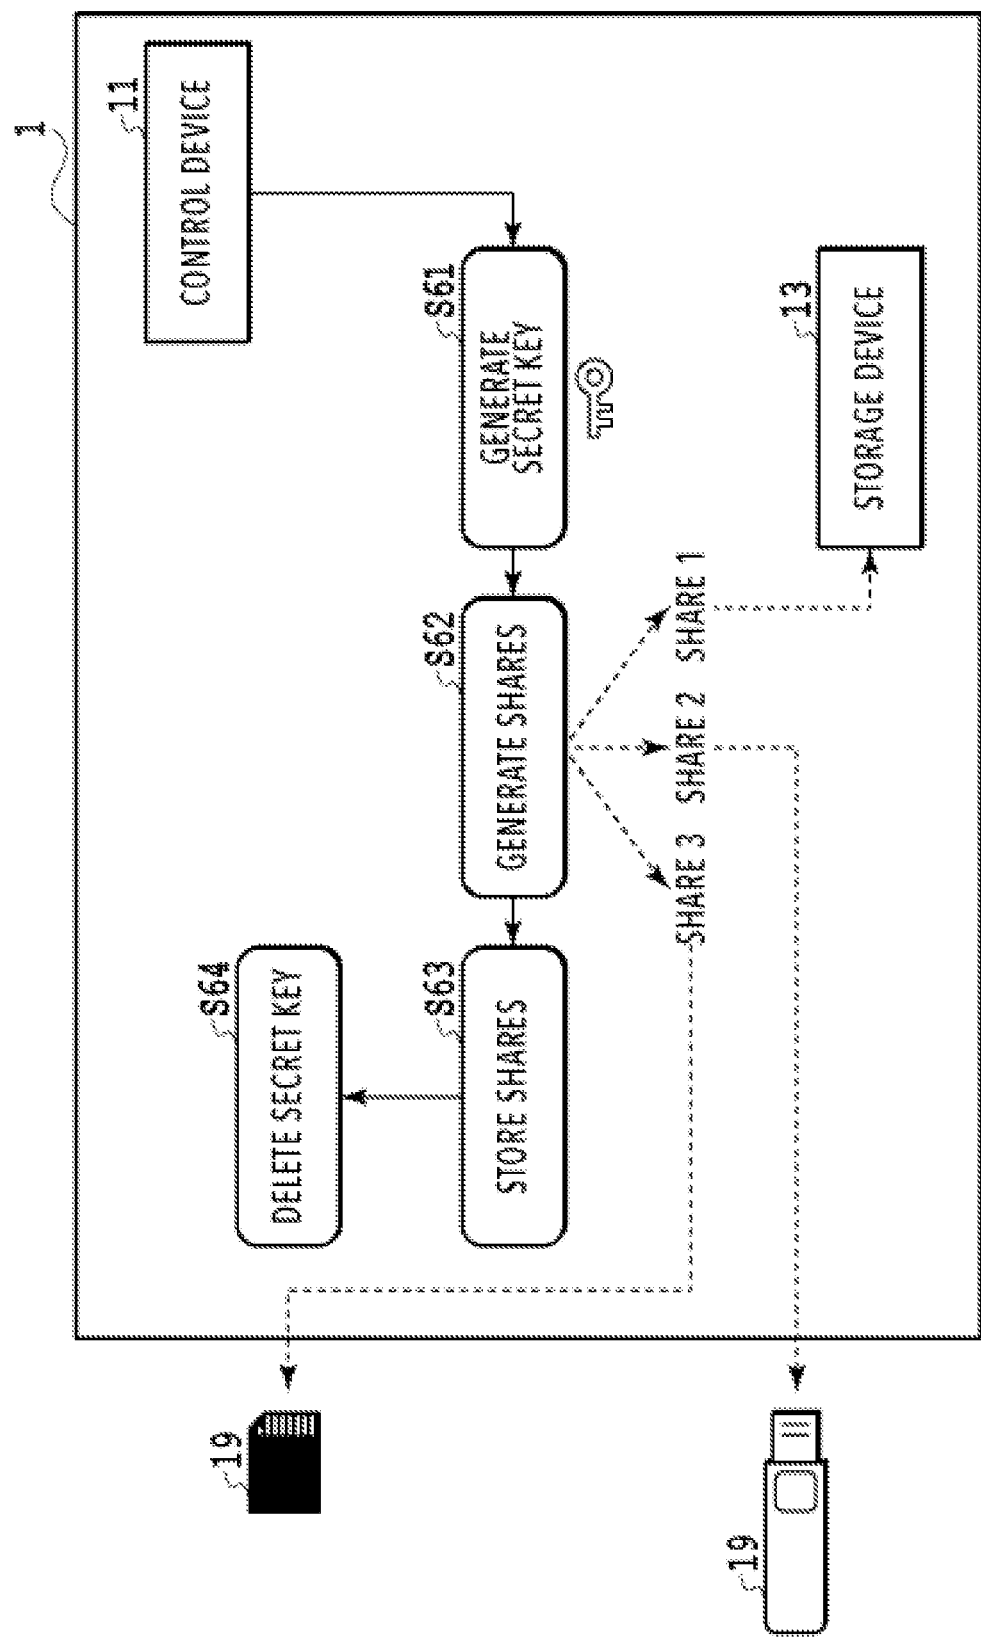 1
11
CONTROL DEVICE
S61
GENERATE
SECRET KEY
S62
GENERATE SHARES
S63
STORE SHARES
S64
DELETE SECRET KEY
SHARE 1
SHARE 2
SHARE 3
13
STORAGE DEVICE
19
19